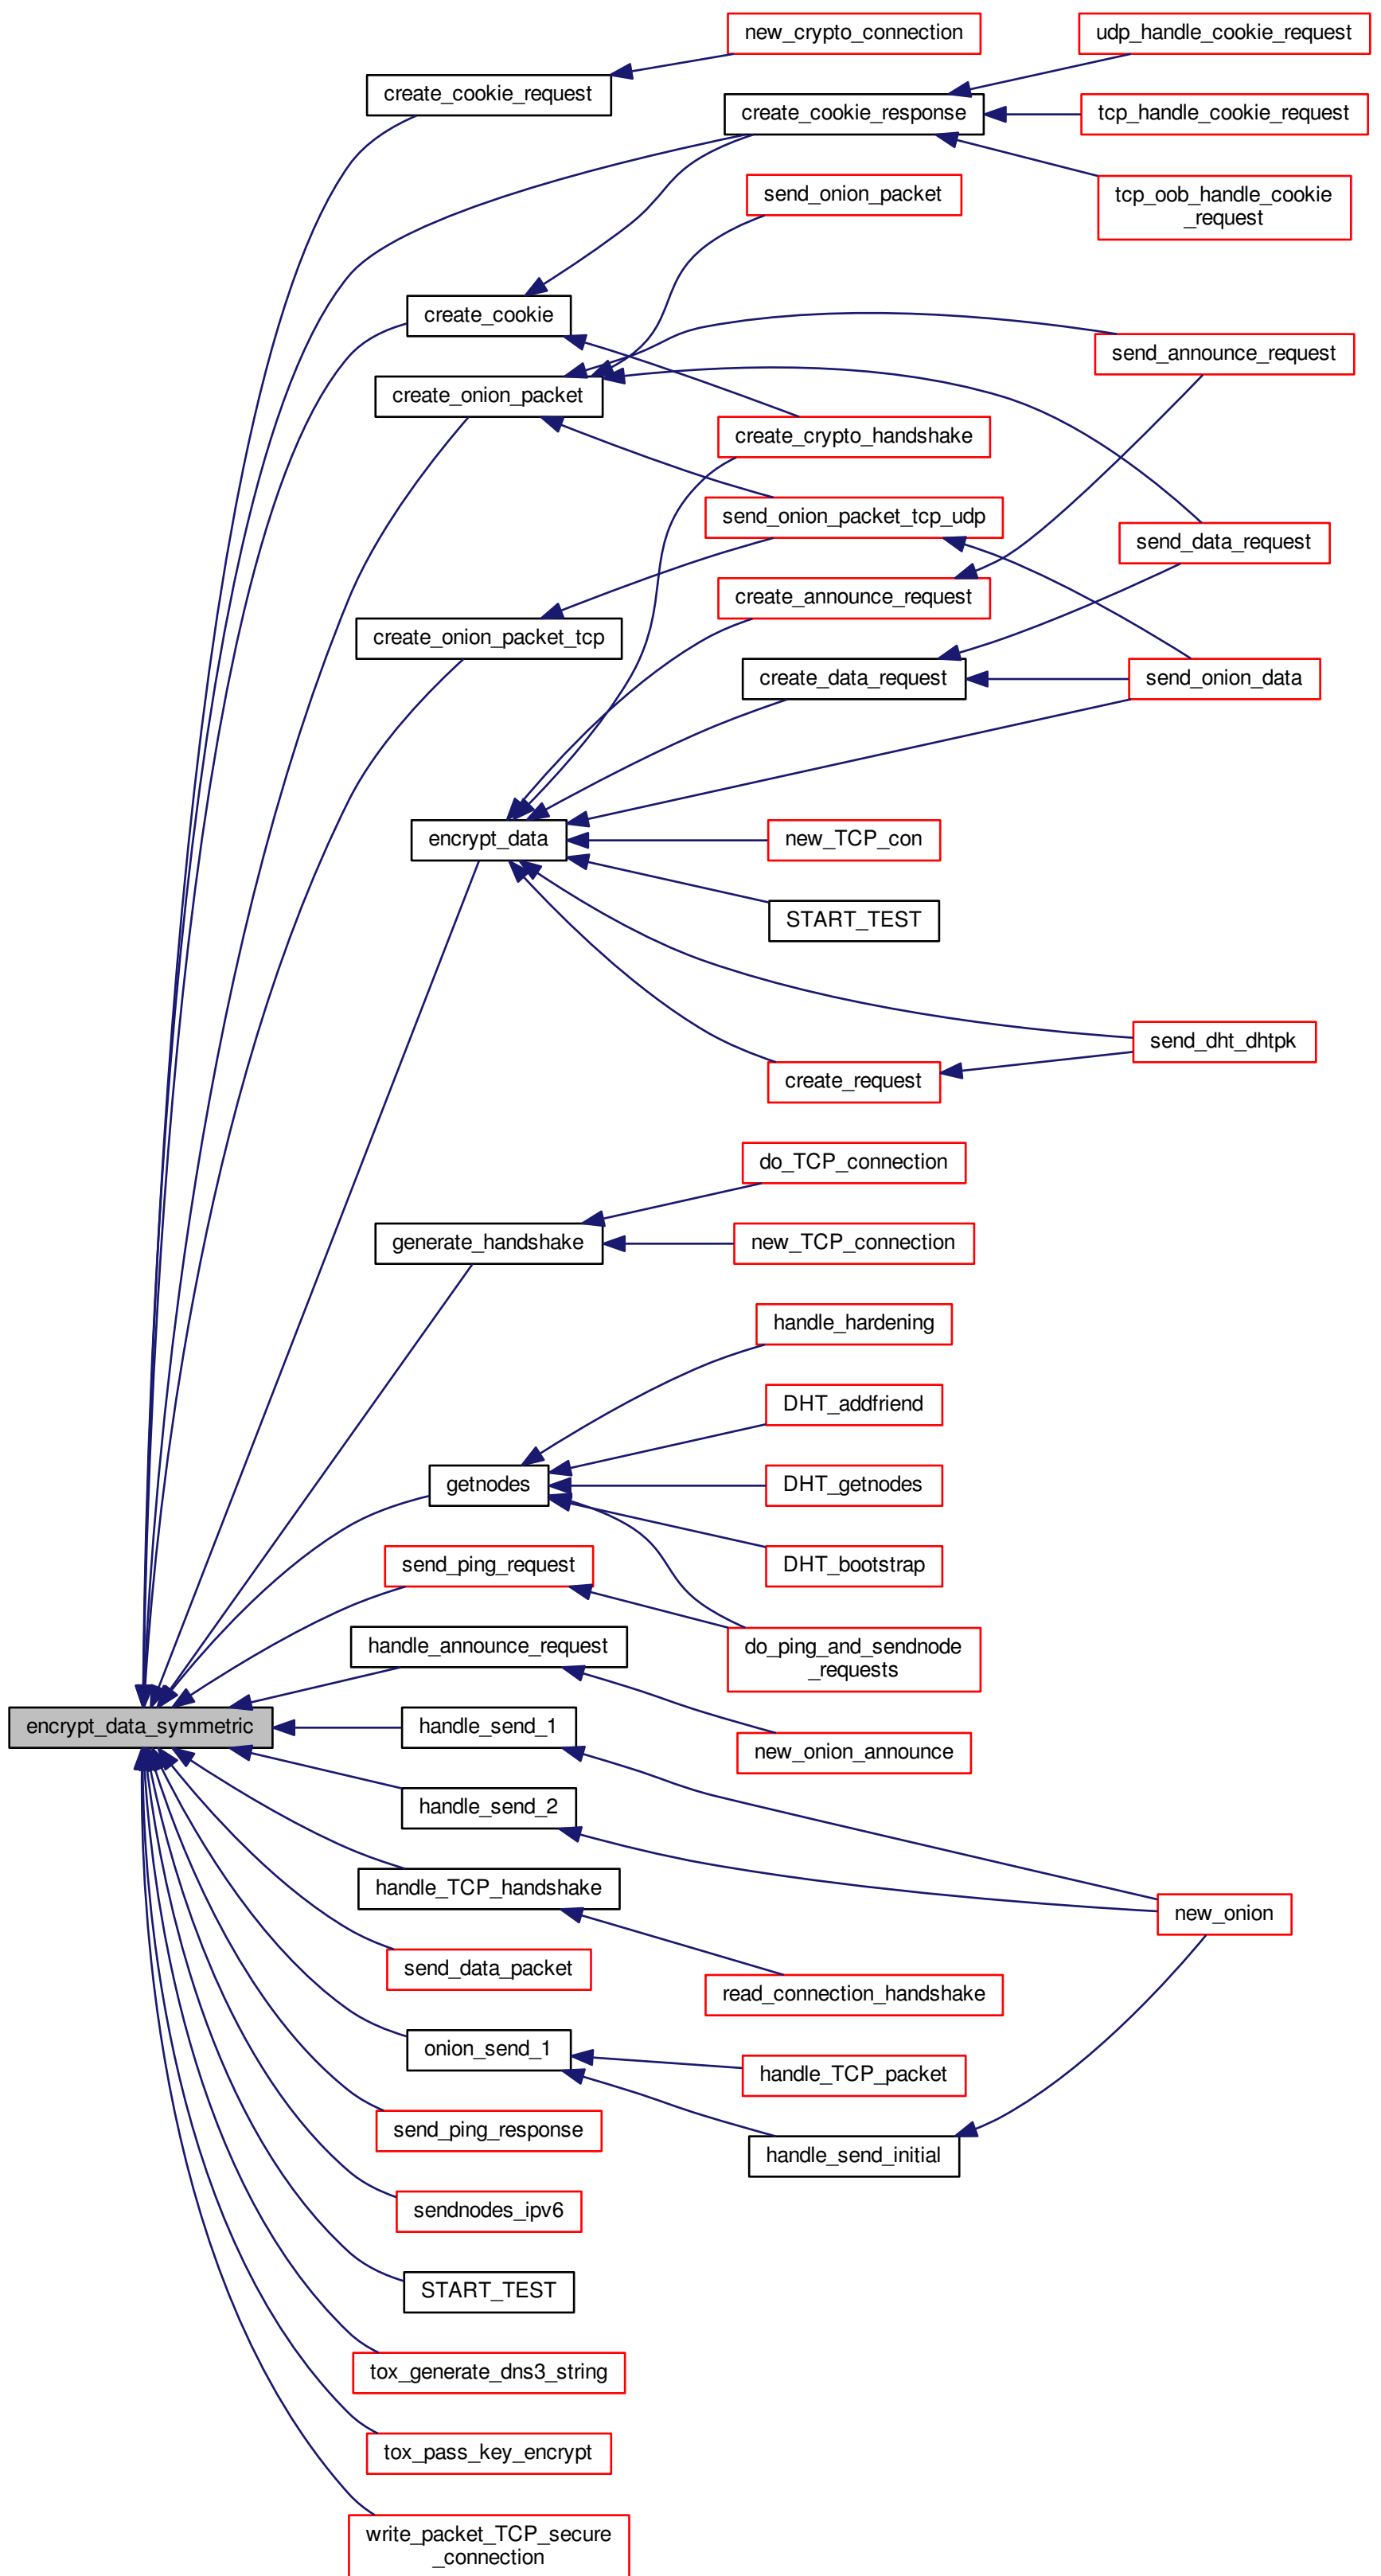 new_crypto_connection
udp_handle_cookie_request
create_cookie_request
create_cookie_response
tcp_handle_cookie_request
send_onion_packet
tcp_oob_handle_cookie
_request
create_cookie
send_announce_request
create_onion_packet
create_crypto_handshake
send_onion_packet_tcp_udp
send_data_request
create_announce_request
create_onion_packet_tcp
create_data_request
send_onion_data
encrypt_data
new_TCP_con
START_TEST
send_dht_dhtpk
create_request
do_TCP_connection
generate_handshake
new_TCP_connection
handle_hardening
DHT_addfriend
getnodes
DHT_getnodes
send_ping_request
DHT_bootstrap
handle_announce_request
do_ping_and_sendnode
_requests
encrypt_data_symmetric
handle_send_1
new_onion_announce
handle_send_2
handle_TCP_handshake
new_onion
send_data_packet
read_connection_handshake
onion_send_1
handle_TCP_packet
send_ping_response
handle_send_initial
sendnodes_ipv6
START_TEST
tox_generate_dns3_string
tox_pass_key_encrypt
write_packet_TCP_secure
_connection